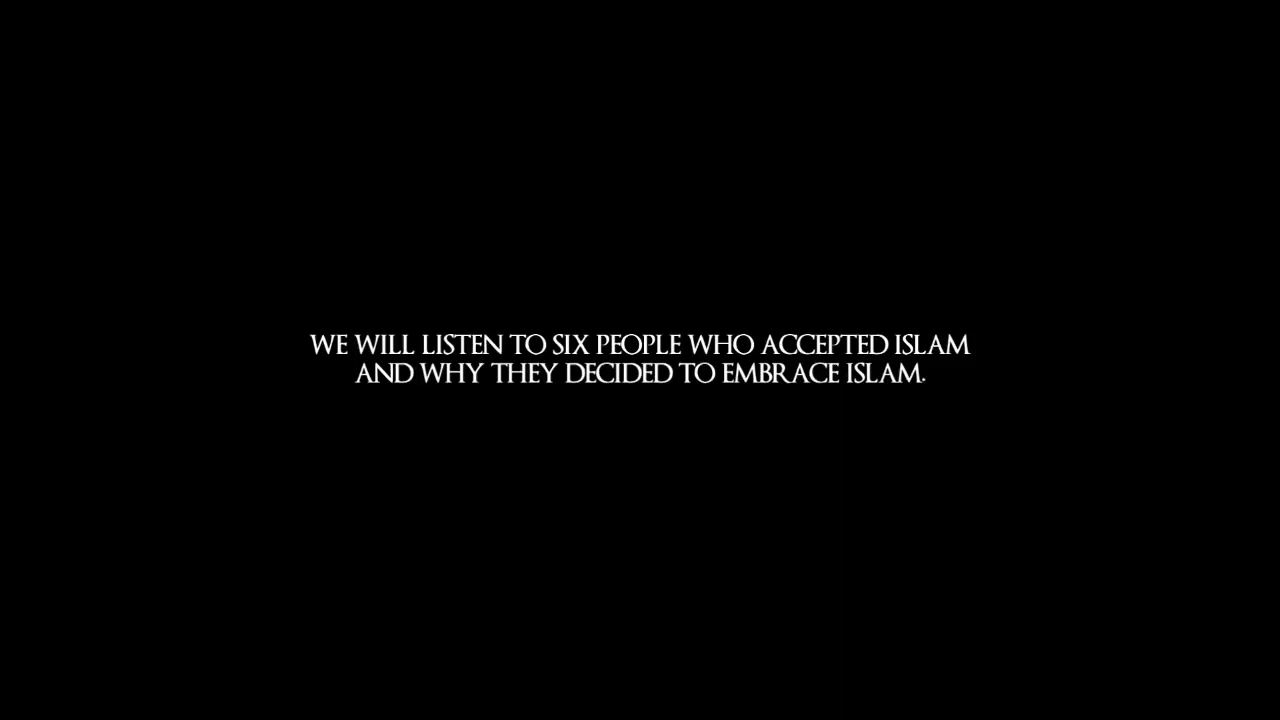 WE WILL LISTEN TO SIX PEOPLE WHO ACCEPTED ISLAM
AND WHY THEY DECIDED TO EMBRACE ISLAM.